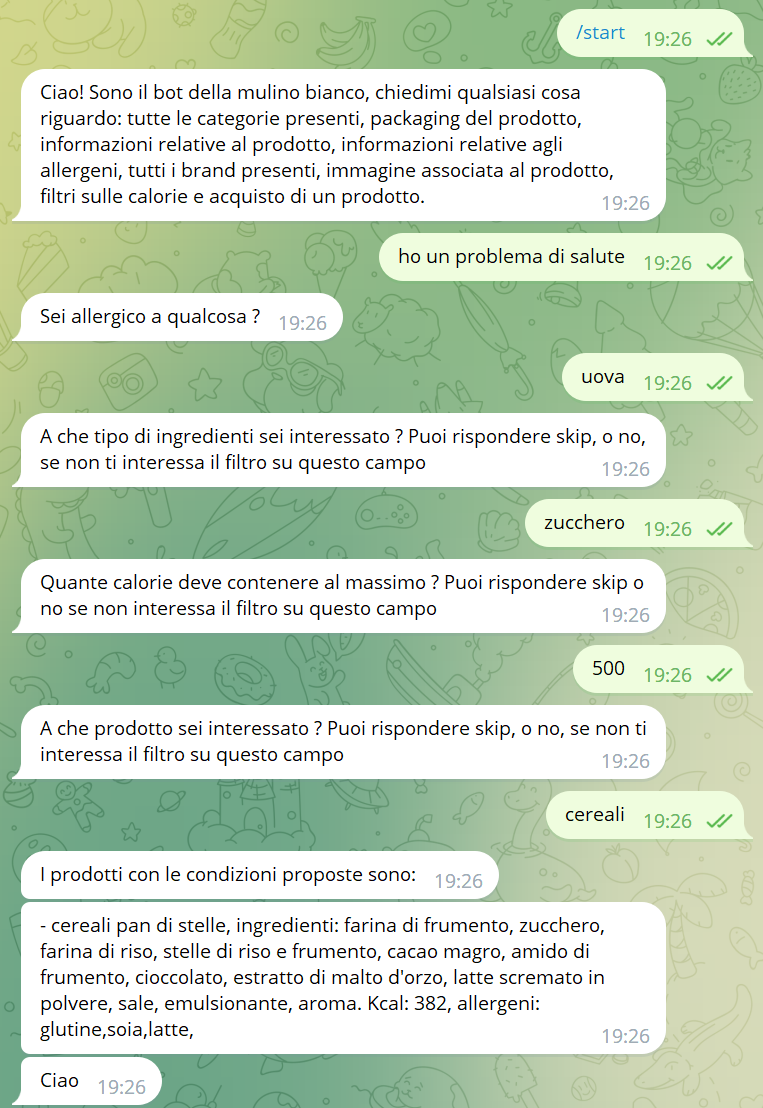 /start 19:26
Ciao! Sono il bot della mulino bianco, chiedimi qualsiasi cosa
riguardo: tutte le categorie presenti, packaging del prodotto,
informazioni relative al prodotto, informazioni relative agli
allergeni, tutti i brand presenti, immagine associata al prodotto,
filtri sulle calorie e acquisto di un prodotto. 19:26
ho un problema di salute 19:26
Sei allergico a qualcosa ? 19:26
uova 19:26
A che tipo di ingredienti sei interessato ? Puoi rispondere skip, o no,
se non ti interessa il filtro su questo campo 19:26
zucchero 19:26
Quante calorie deve contenere al massimo ? Puoi rispondere skip o
no se non interessa il filtro su questo campo 19:26
500 19:26
A che prodotto sei interessato ? Puoi rispondere skip, o no, se non ti
interessa il filtro su questo campo 19:26
cereali 19:26
I prodotti con le condizioni proposte sono: 19:26
- cereali pan di stelle, ingredienti: farina di frumento, zucchero,
farina di riso, stelle di riso e frumento, cacao magro, amido di
frumento, cioccolato, estratto di malto d'orzo, latte scremato in
polvere, sale, emulsionante, aroma. Kcal: 382, allergeni:
glutine,soia,latte, 19:26
Ciao 19:26